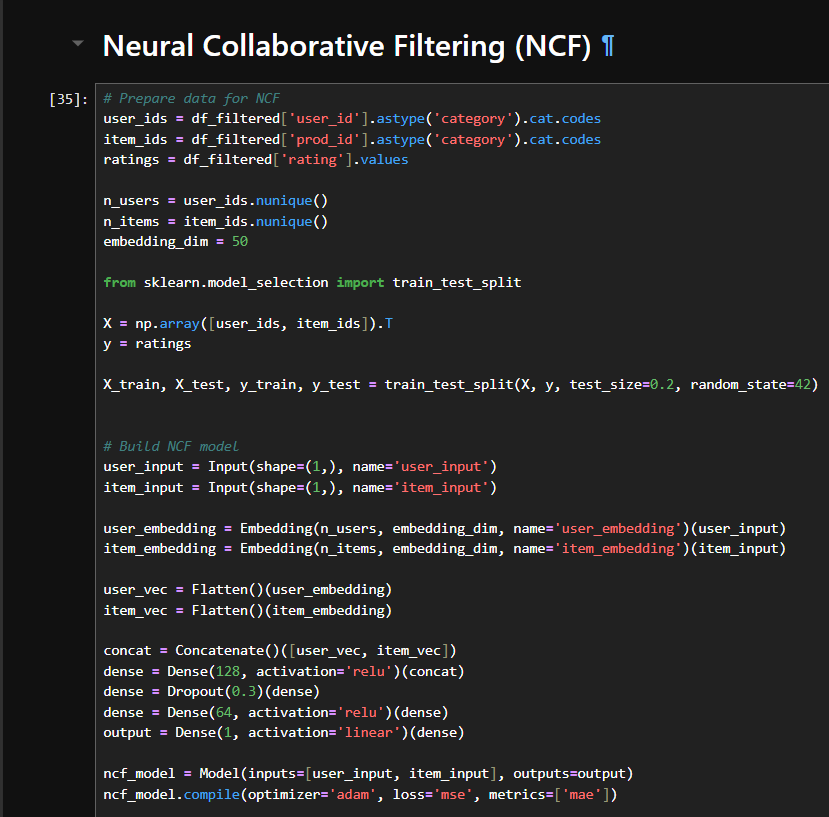 Neural Collaborative Filtering (NCF) ¶
[35]:
# Prepare data for NCF
user_ids = df_filtered['user_id'].astype('category').cat.codes
item_ids = df_filtered['prod_id'].astype('category').cat.codes
ratings = df_filtered['rating'].values
n_users = user_ids.nunique()
n_items = item_ids.nunique()
embedding_dim = 50
from sklearn.model_selection import train_test_split
X = np.array([user_ids, item_ids]).T
y = ratings
X_train, X_test, y_train, y_test = train_test_split(X, y, test_size=0.2, random_state=42)
# Build NCF model
user_input = Input(shape=(1,), name='user_input')
item_input = Input(shape=(1,), name='item_input')
user_embedding = Embedding(n_users, embedding_dim, name='user_embedding')(user_input)
item_embedding = Embedding(n_items, embedding_dim, name='item_embedding')(item_input)
user_vec = Flatten()(user_embedding)
item_vec = Flatten()(item_embedding)
concat = Concatenate()([user_vec, item_vec])
dense = Dense(128, activation='relu')(concat)
dense = Dropout(0.3)(dense)
dense = Dense(64, activation='relu')(dense)
output = Dense(1, activation='linear')(dense)
ncf_model = Model(inputs=[user_input, item_input], outputs=output)
ncf_model.compile(optimizer='adam', loss='mse', metrics=['mae'])